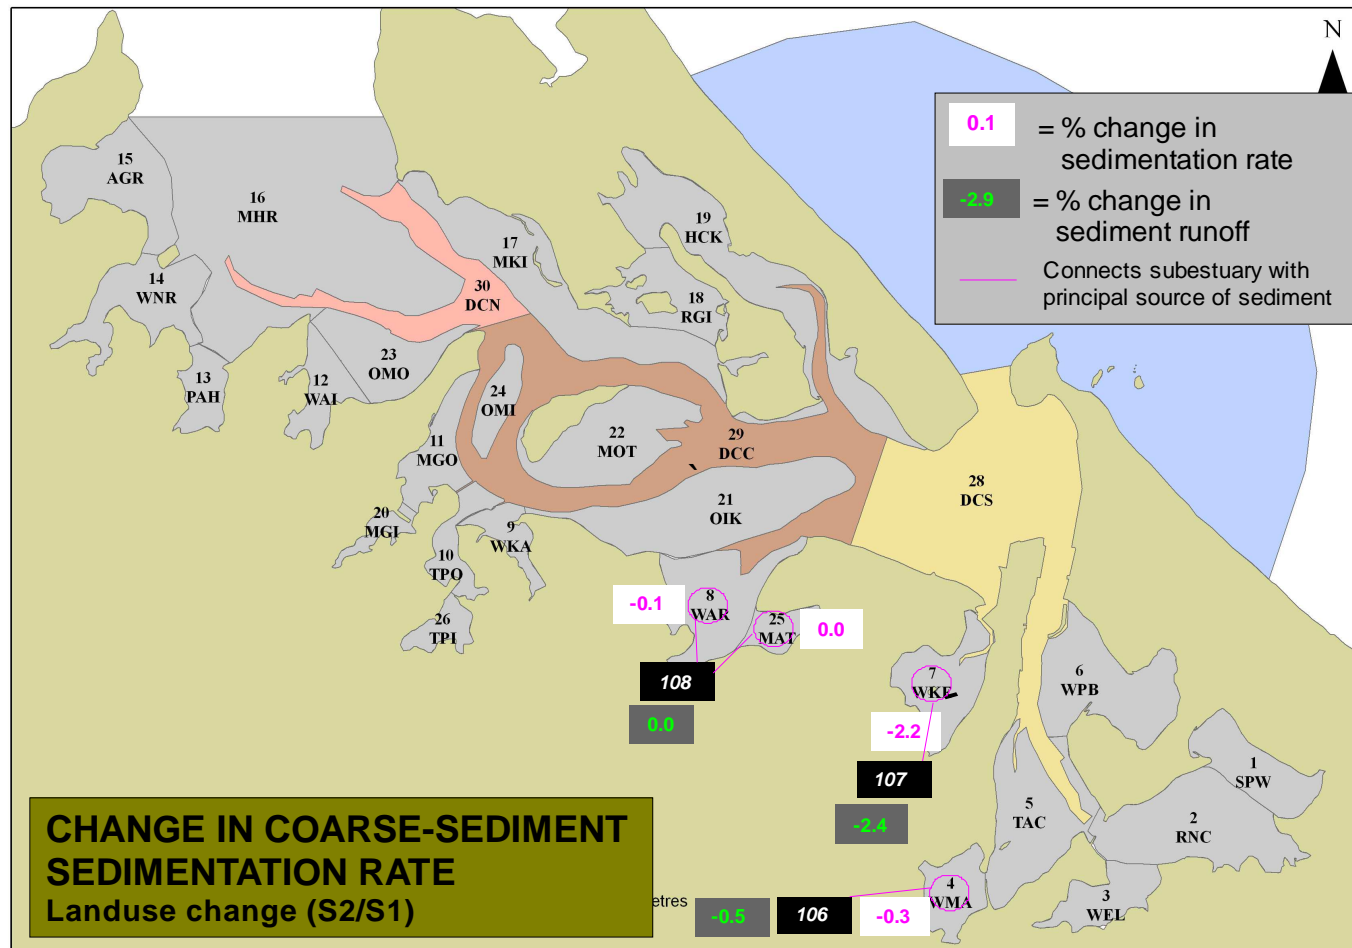 N
0.1
= % change in
sedimentation rate
-2.9
= % change in
sediment runoff
Connects subestuary with
principal source of sediment
15
AGR
16
MHR
19
HCK
17
MKI
14
WNR
30
DCN
18
RGI
23
OMO
13
PAH
12
WAI
24
OMI
22
MOT
29
DCC
11
MGO
28
DCS
21
OIK
20
MGI
9
WKA
10
TPO
26
TPI
-0.1
8
WAR
25
MAT
0.0
108
0.0
7
WKE
6
WPB
-2.2
107
-2.4
1
SPW
5
TAC
2
RNC
4
WMA
3
WEL
-0.5
106
-0.3
etres
CHANGE IN COARSE-SEDIMENT
SEDIMENTATION RATE
Landuse change (S2/S1)